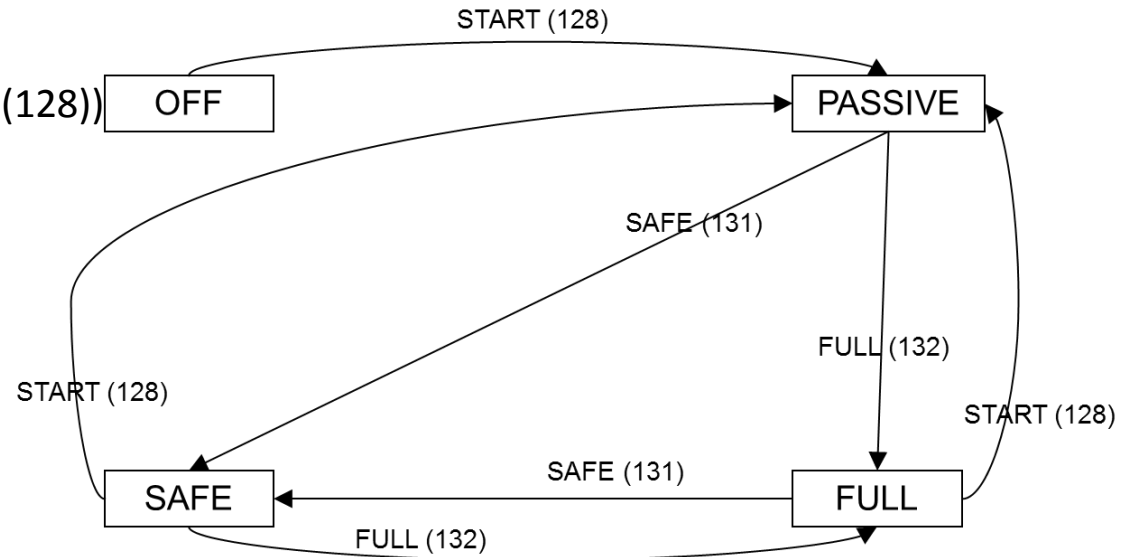 START (128)
(128))
OFF
PASSIVE
SAFE (131)
FULL (132)
START (128)
START (128)
SAFE (131)
SAFE
FULL
FULL (132)